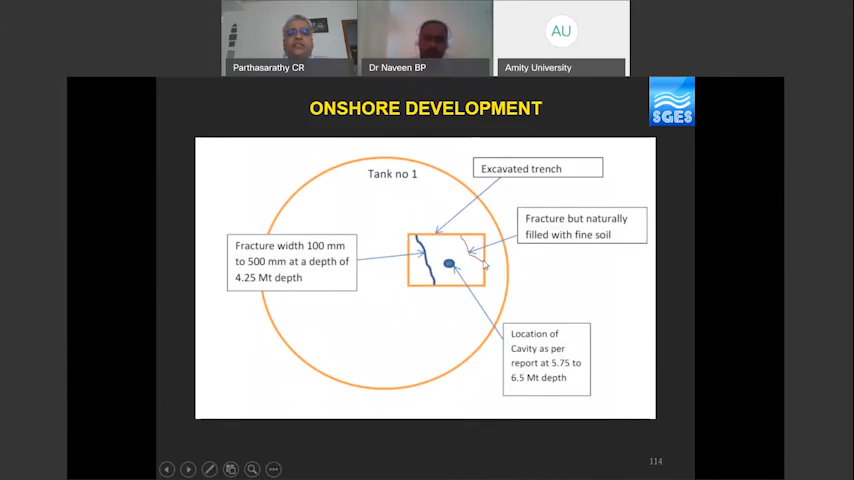 AU
Parthasarathy CR
Dr Naveen BP
Amity University
ONSHORE DEVELOPMENT
SGES
Tank no 1
Excavated trench
Fracture but naturally
filled with fine soil
Fracture width 100 mm
to 500 mm at a depth of
4.25 Mt depth
Location of
Cavity as per
report at 5.75 to
6.5 Mt depth
114